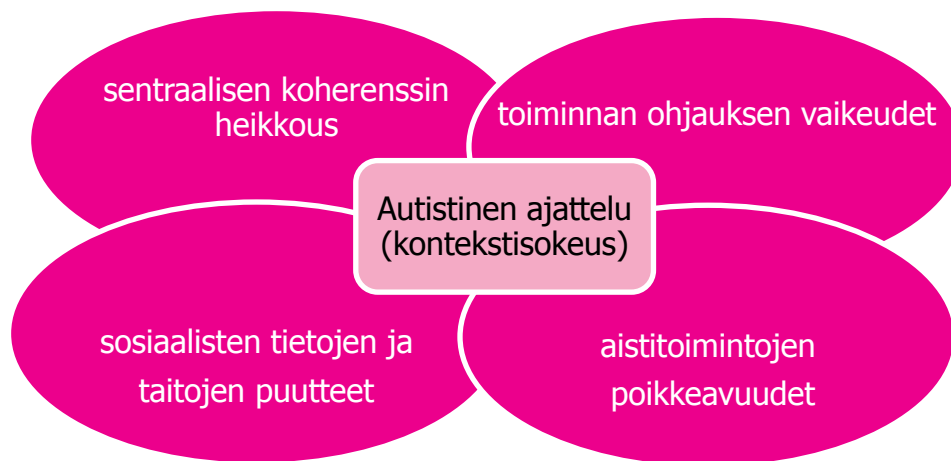 sentraalisen koherenssin
heikkous
toiminnan ohjauksen vaikeudet
Autistinen ajattelu
(kontekstisokeus)
sosiaalisten tietojen ja
taitojen puutteet
aistitoimintojen
poikkeavuudet